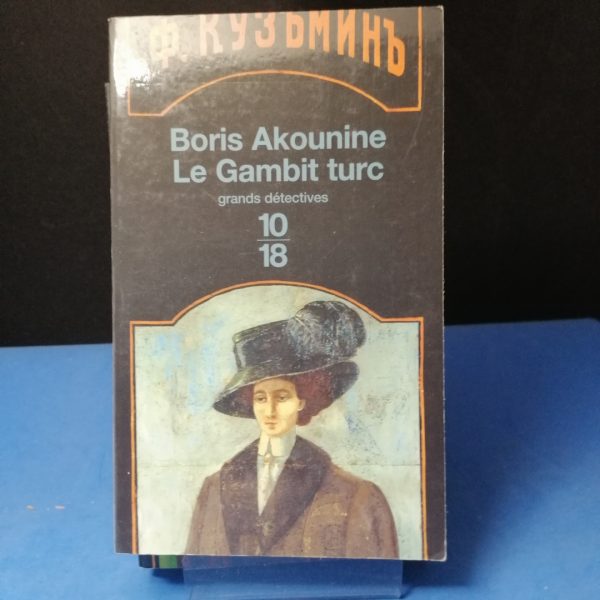 Ф. КУЗЬМИНЪ
Boris Akounine
Le Gambit turc
grands détectives
10
18